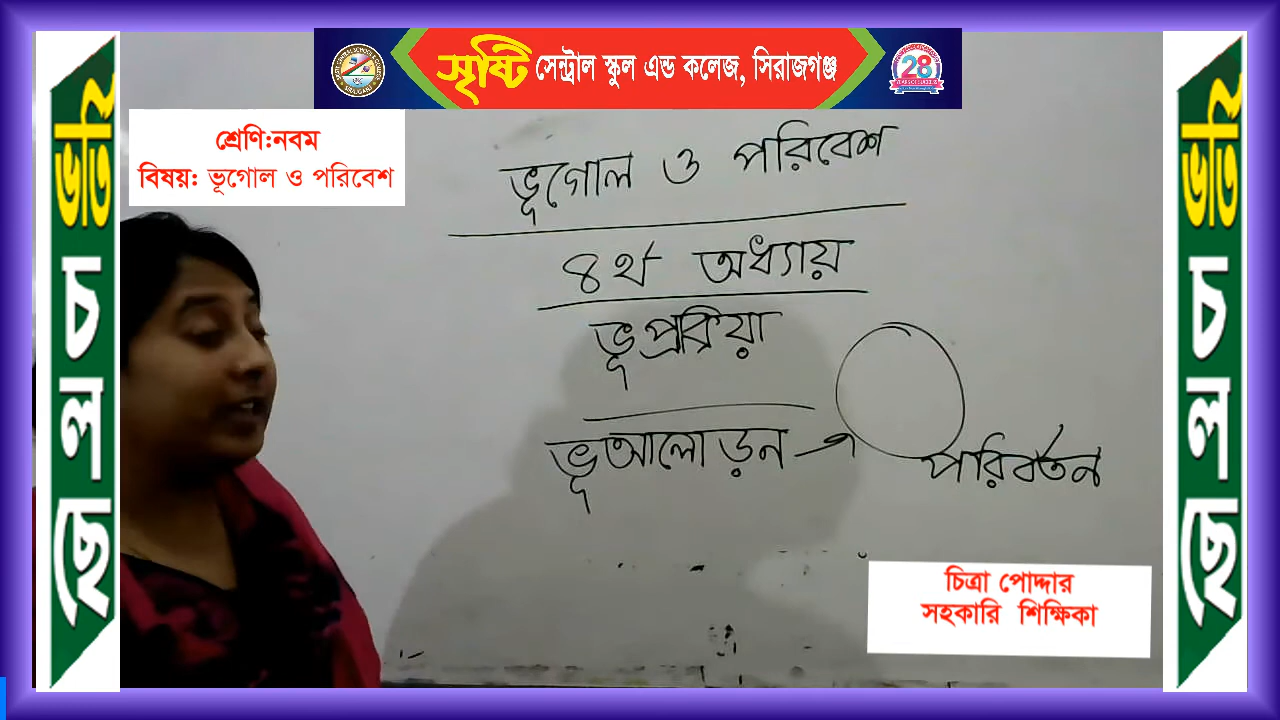 সৃষ্টি সেন্ট্রাল স্কুল এন্ড কলেজ, সিরাজগঞ্জ
28
শ্রেণি:নবম
বিষয়: ভূগোল ও পরিবেশ
ভর্তি চলছে
ভূগোল ও পরিবেশ
৪র্থ অধ্যায়
ভূপ্রক্রিয়া
ভূআলোড়ন
পরিবর্তন
চিত্রা পোদ্দার
সহকারি শিক্ষিকা
ভর্তি চলছে